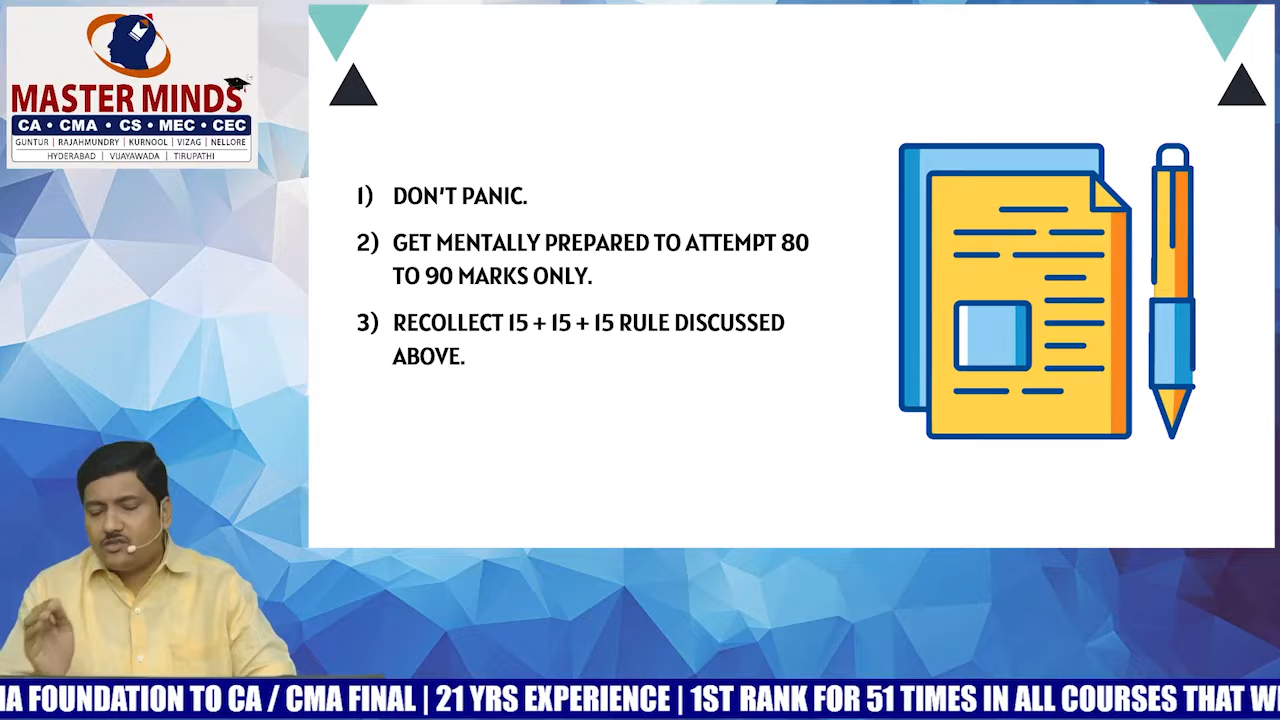 MASTER MINDS
CA • CMA • CS • MEC • CEC
GUNTUR | RAJAHMUNDRY | KURNOOL | VIZAG | NELLORE
HYDERABAD | VIJAYAWADA | TIRUPATHI
1) DON'T PANIC.
2) GET MENTALLY PREPARED TO ATTEMPT 80
TO 90 MARKS ONLY.
3) RECOLLECT 15 + 15 + 15 RULE DISCUSSED
ABOVE.
FOUNDATION TO CA / CMA FINAL | 21 YRS EXPERIENCE | 1ST RANK FOR 51 TIMES IN ALL COURSES THAT